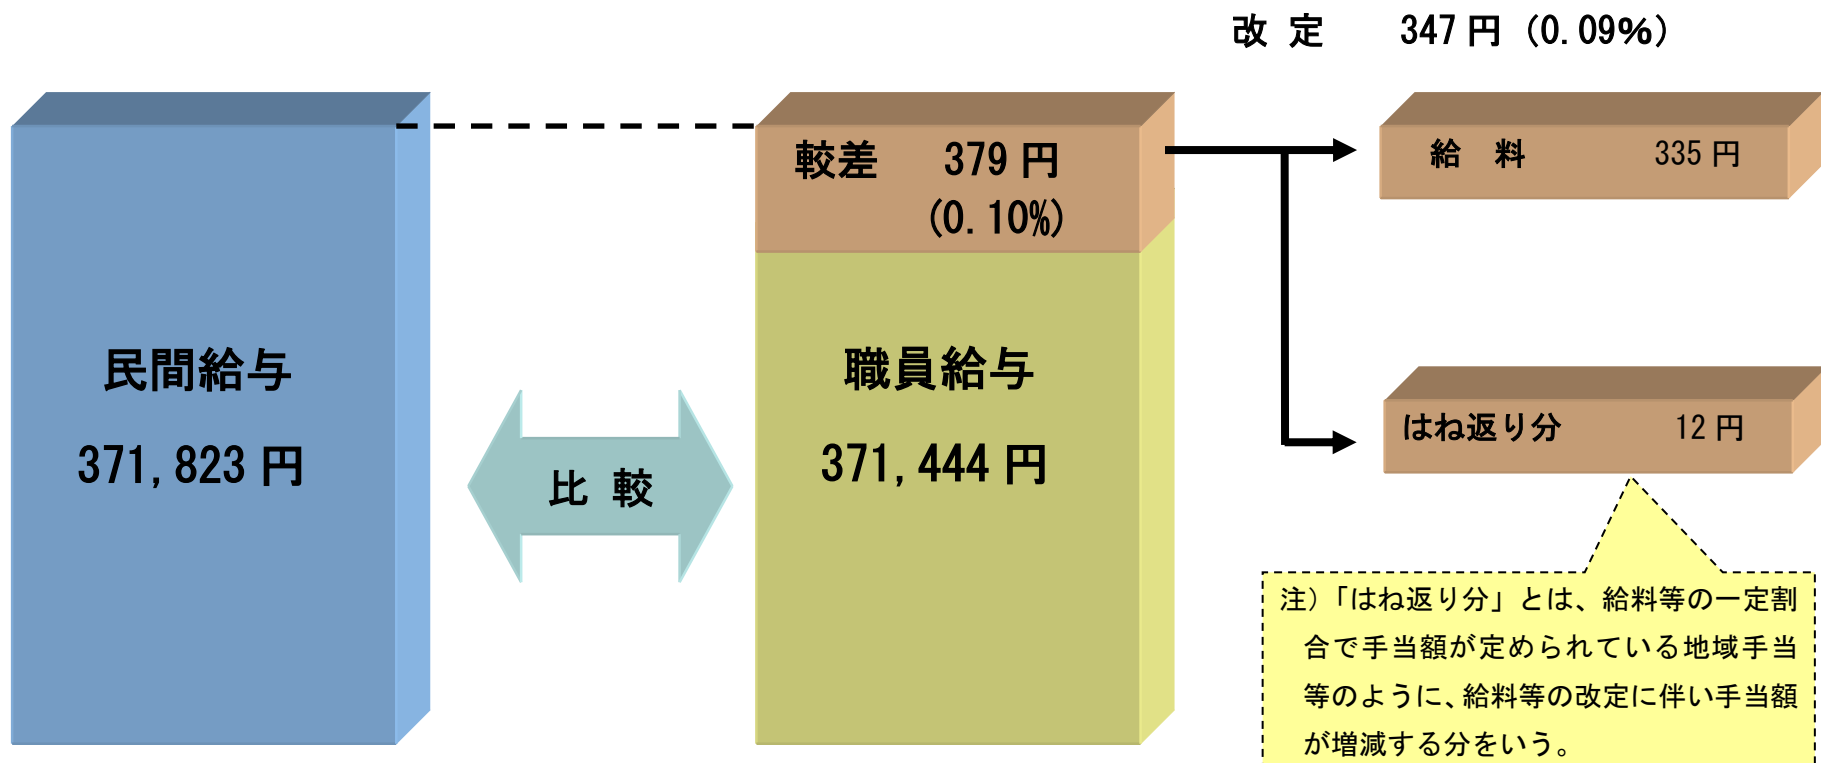 改 定 347 円 (0.09%)
較差 379 円
(0.10%)
給 料 335 円
民間給与
371,823 円
比 較
職員給与
371,444 円
はね返り分 12 円
注)「はね返り分」とは、給料等の一定割
合で手当額が定められている地域手当
等のように、給料等の改定に伴い手当額
が増減する分をいう。